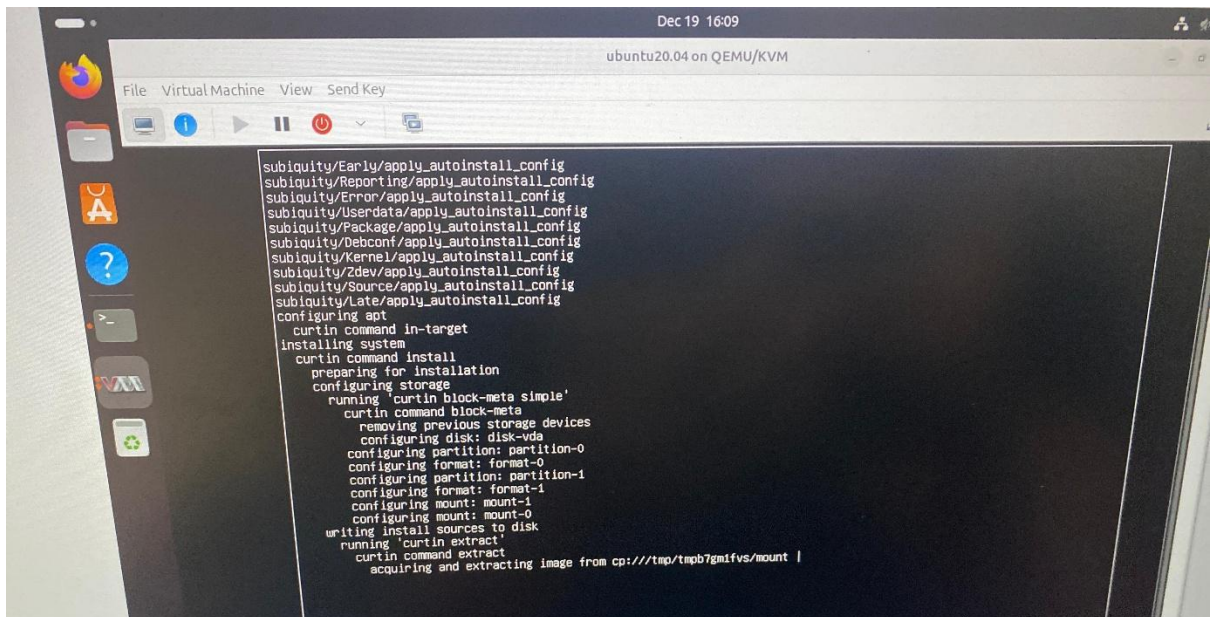 Dec 19 16:09
ubuntu20.04 on QEMU/KVM
File Virtual Machine View Send Key
subiquity/Early/apply_autoinstall_config
subiquity/Reporting/apply_autoinstall_config
subiquity/Error/apply_autoinstall_config
subiquity/Userdata/apply_autoinstall_config
subiquity/Package/apply_autoinstall_config
subiquity/Debconf/apply_autoinstall_config
subiquity/Kernel/apply_autoinstall_config
subiquity/Zdev/apply_autoinstall_config
subiquity/Source/apply_autoinstall_config
subiquity/Late/apply_autoinstall_config
configuring apt
curtin command in-target
installing system
curtin command install
preparing for installation
configuring storage
running 'curtin block-meta simple'
curtin command block-meta
removing previous storage devices
configuring disk: disk-vda
configuring partition: partition-0
configuring format: format-0
configuring partition: partition-1
configuring format: format-1
configuring mount: mount-1
configuring mount: mount-0
writing install sources to disk
running 'curtin extract'
curtin command extract
acquiring and extracting image from cp:///tmp/tmpb7gm1fvs/mount |